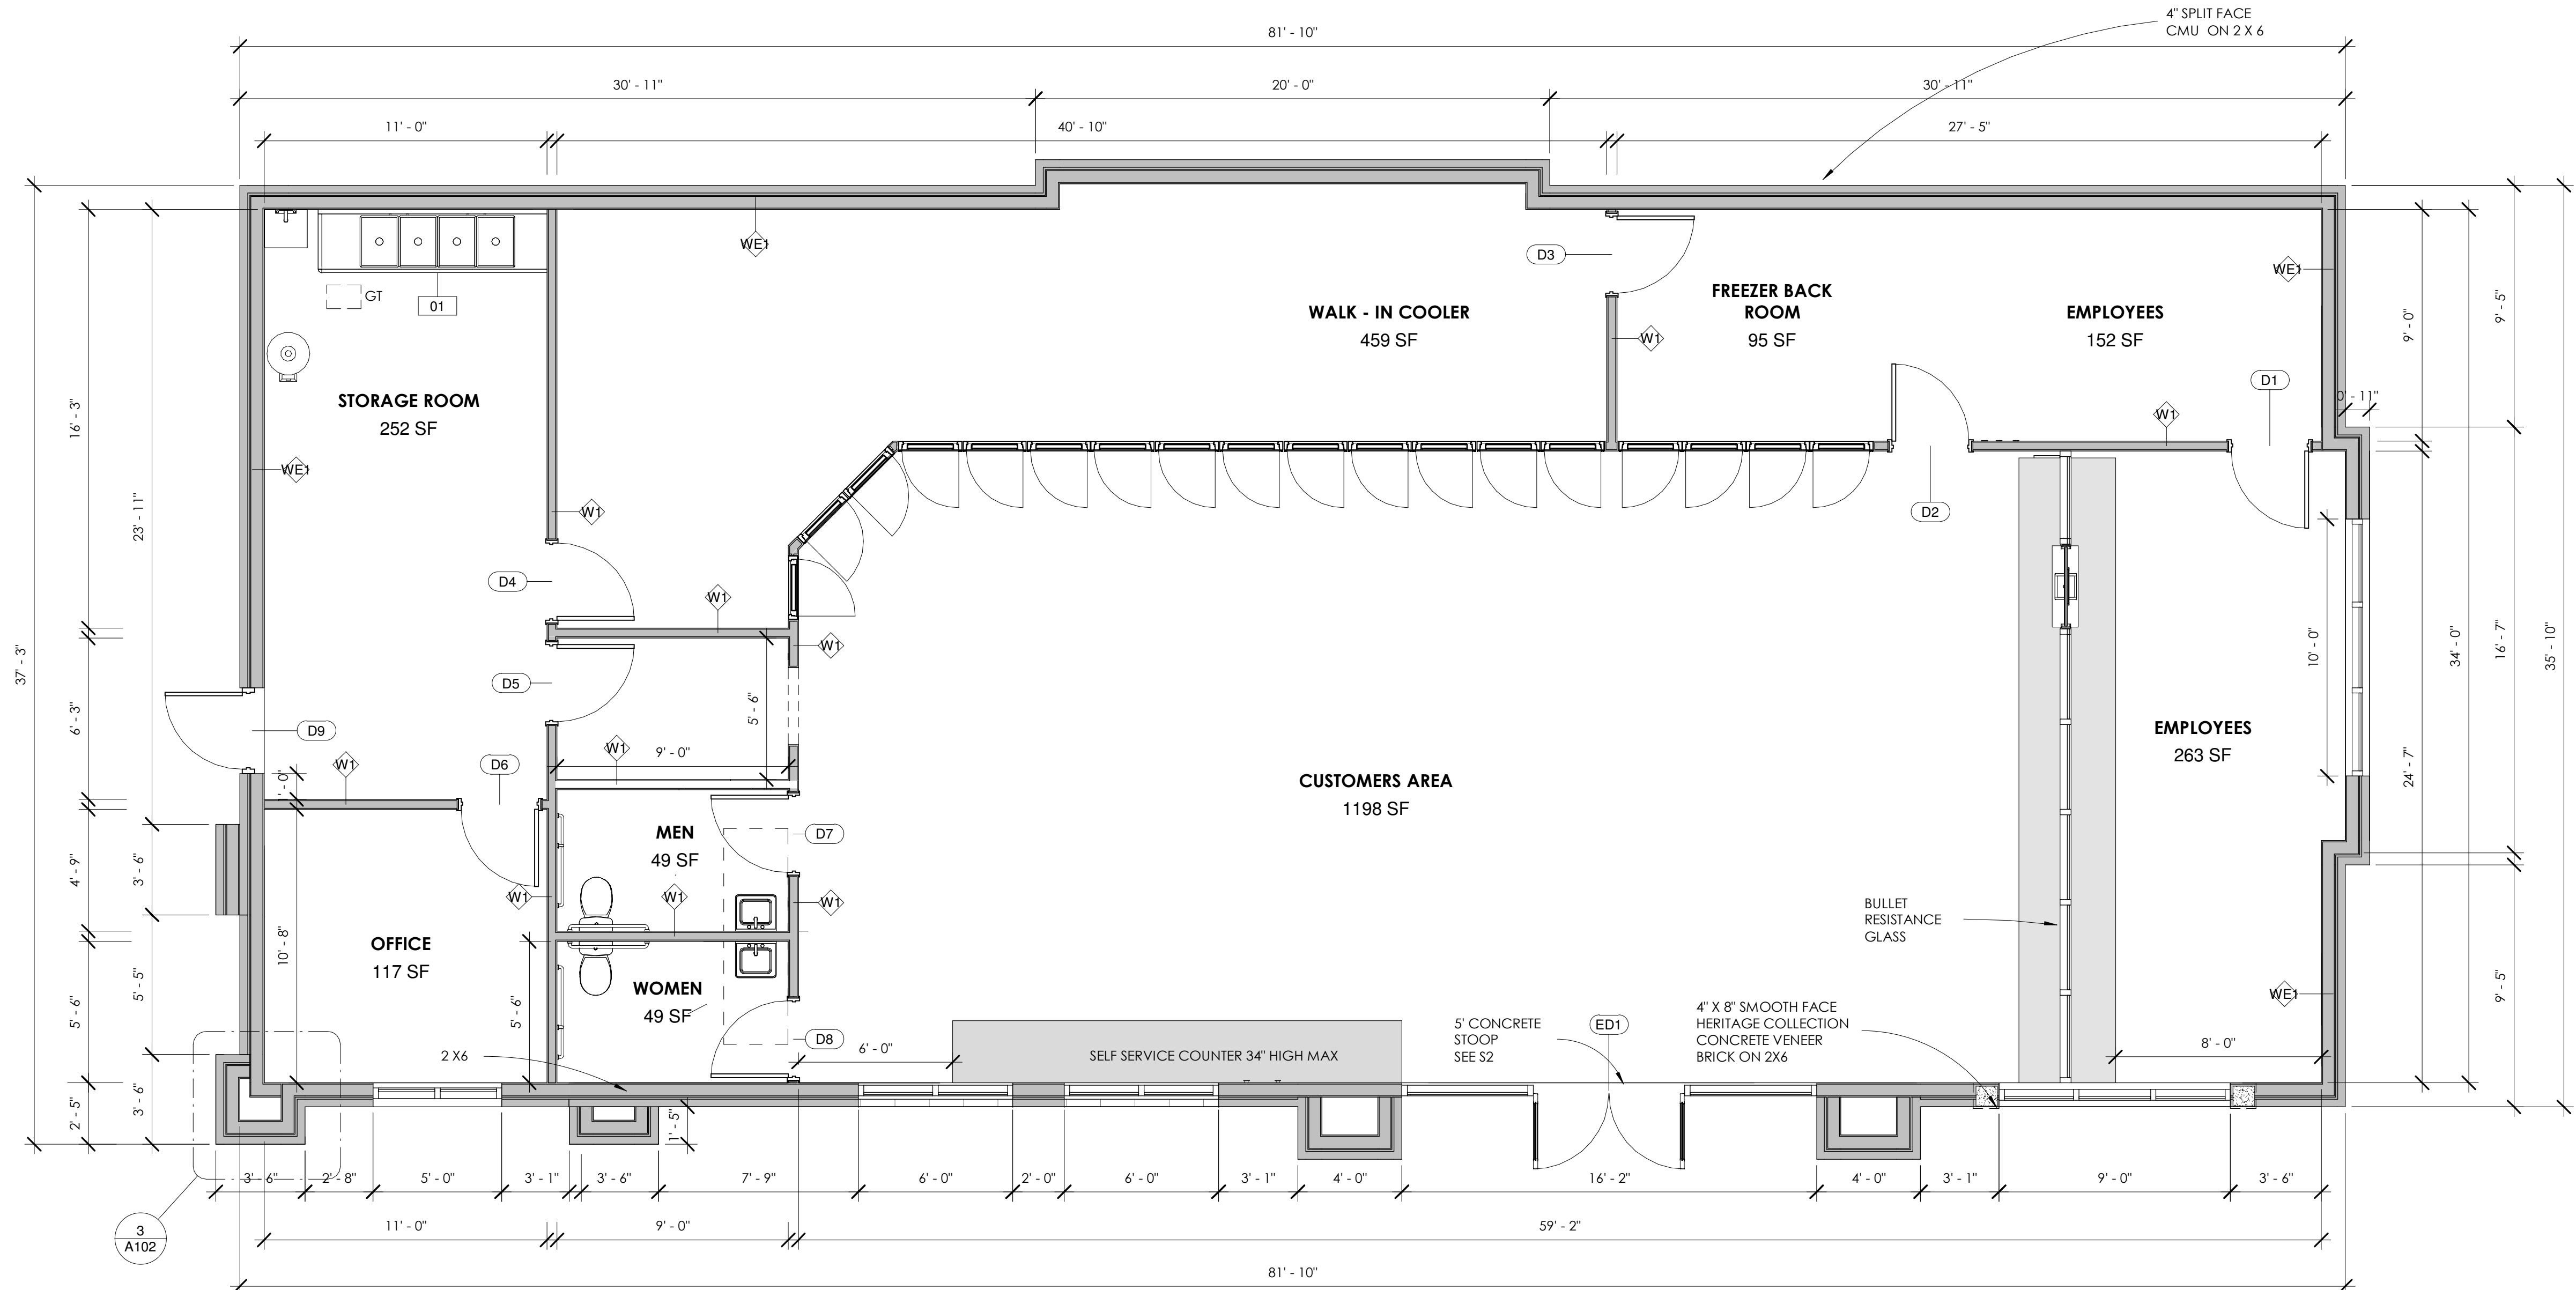 4" SPLIT FACE
CMU ON 2 X 6
81' - 10"
30' - 11"
20' - 0"
30' - 11"
11' - 0"
40' - 10"
27' - 5"
WE1
D3
FREEZER BACK
ROOM
95 SF
WALK - IN COOLER
459 SF
EMPLOYEES
152 SF
WE1
GT
01
W1
D1
0' - 11"
9' - 0"
9' - 5"
STORAGE ROOM
252 SF
W1
16' - 3"
WE1
23' - 11"
W1
D2
D4
W1
W1
37' - 3"
D5
10' - 0"
34' - 0"
16' - 7"
35' - 10"
6' - 3"
5' - 6"
D9
W1
9' - 0"
EMPLOYEES
263 SF
W1
D6
1' - 0"
CUSTOMERS AREA
1198 SF
24' - 7"
MEN
49 SF
D7
4' - 9"
3' - 6"
W1
W1
W1
BULLET
RESISTANCE
GLASS
OFFICE
117 SF
10' - 8"
WOMEN
49 SF
5' - 5"
5' - 6"
5' - 6"
WE1
9' - 5"
D8
5' CONCRETE
STOOP
SEE S2
ED1
4" X 8" SMOOTH FACE
HERITAGE COLLECTION
CONCRETE VENEER
BRICK ON 2X6
2 X6
6' - 0"
SELF SERVICE COUNTER 34" HIGH MAX
8' - 0"
2' - 5"
3' - 6"
1' - 5"
3' - 6"
2' - 8"
5' - 0"
3' - 1"
3' - 6"
7' - 9"
6' - 0"
2' - 0"
6' - 0"
3' - 1"
4' - 0"
16' - 2"
4' - 0"
3' - 1"
9' - 0"
3' - 6"
3
A102
11' - 0"
9' - 0"
59' - 2"
81' - 10"